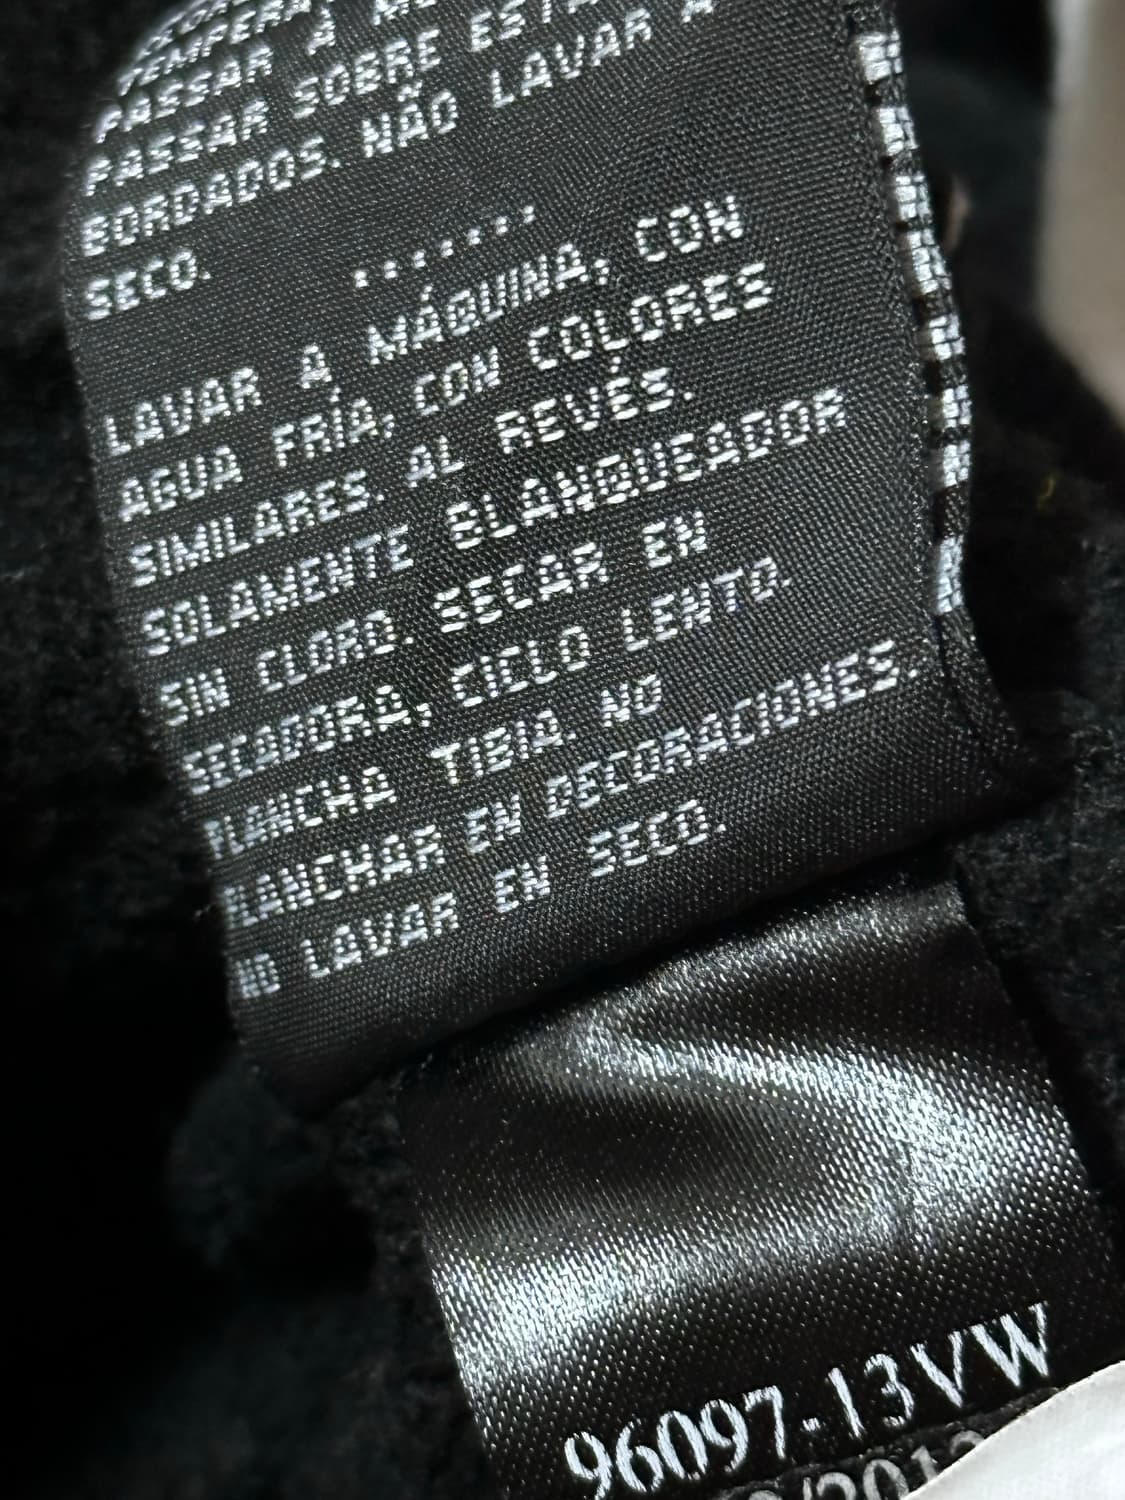 PASSAR A
PASSAR SOBRE
BORDADOS. NÃO LAVAR A
SECO.
.......
LAVAR A MÁQUINA, CON
AGUA FRÍA, CON COLORES
SIMILARES. AL REVÉS.
SOLAMENTE BLANQUEADOR
SIN CLORO. SECAR EN
SECADORA, CICLO LENTO.
PLANCHA TIBIA. NO
PLANCHAR EN DECORACIONES.
NO LAVAR EN SECO.
96097-13VW